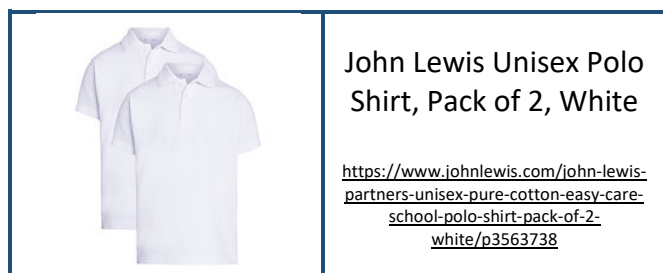 John Lewis Unisex Polo
Shirt, Pack of 2, White
https://www.johnlewis.com/john-lewis-
partners-unisex-pure-cotton-easy-care-
school-polo-shirt-pack-of-2-
white/p3563738